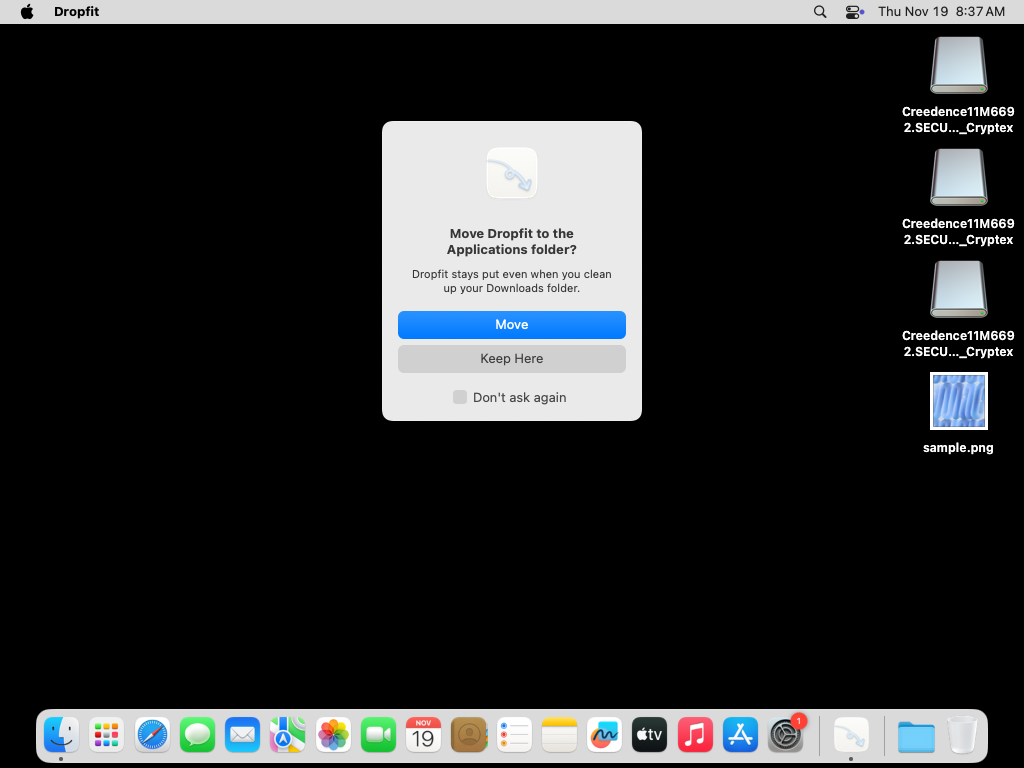 Dropfit
Thu Nov 19 8:37 AM
Creedence11M669
2.SECU..._Cryptex
Creedence11M669
2.SECU..._Cryptex
Creedence11M669
2.SECU..._Cryptex
sample.png
Move Dropfit to the
Applications folder?
Dropfit stays put even when you clean
up your Downloads folder.
Move
Keep Here
Don't ask again
NOV
19
tv
1